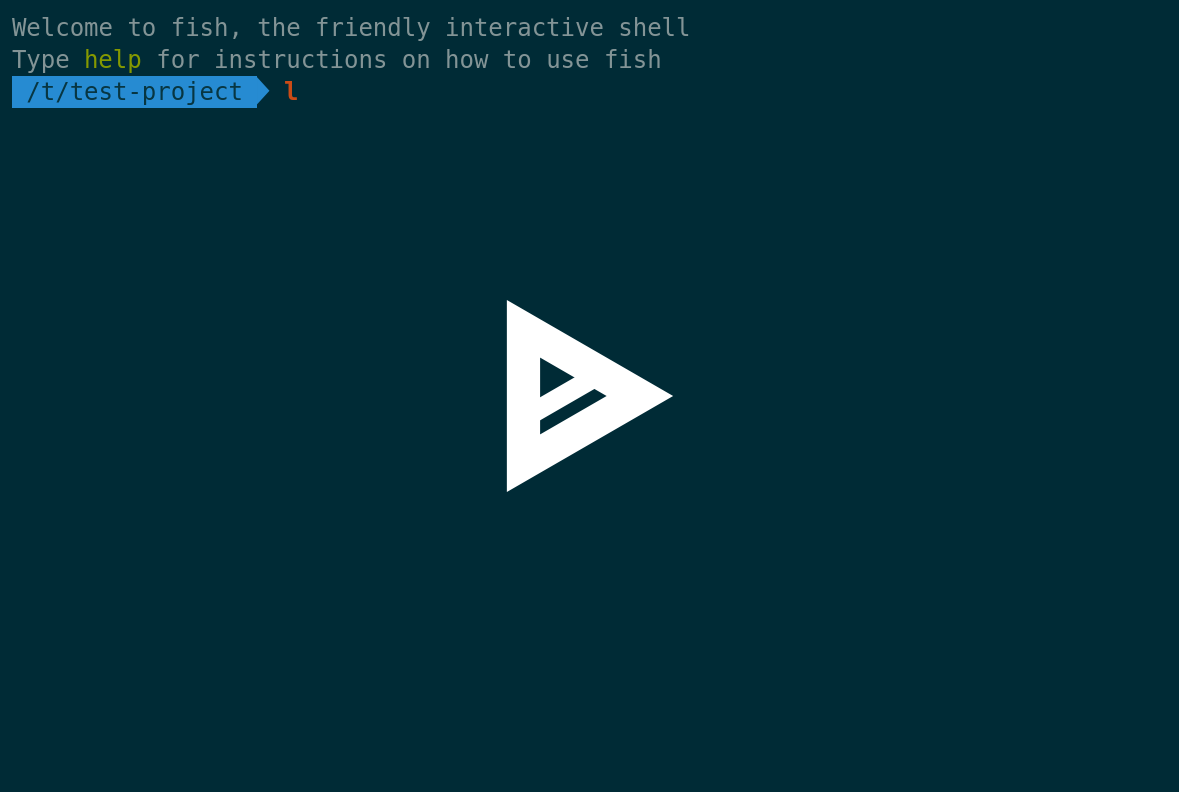 Welcome to fish, the friendly interactive shell
Type help for instructions on how to use fish
/t/test-project l